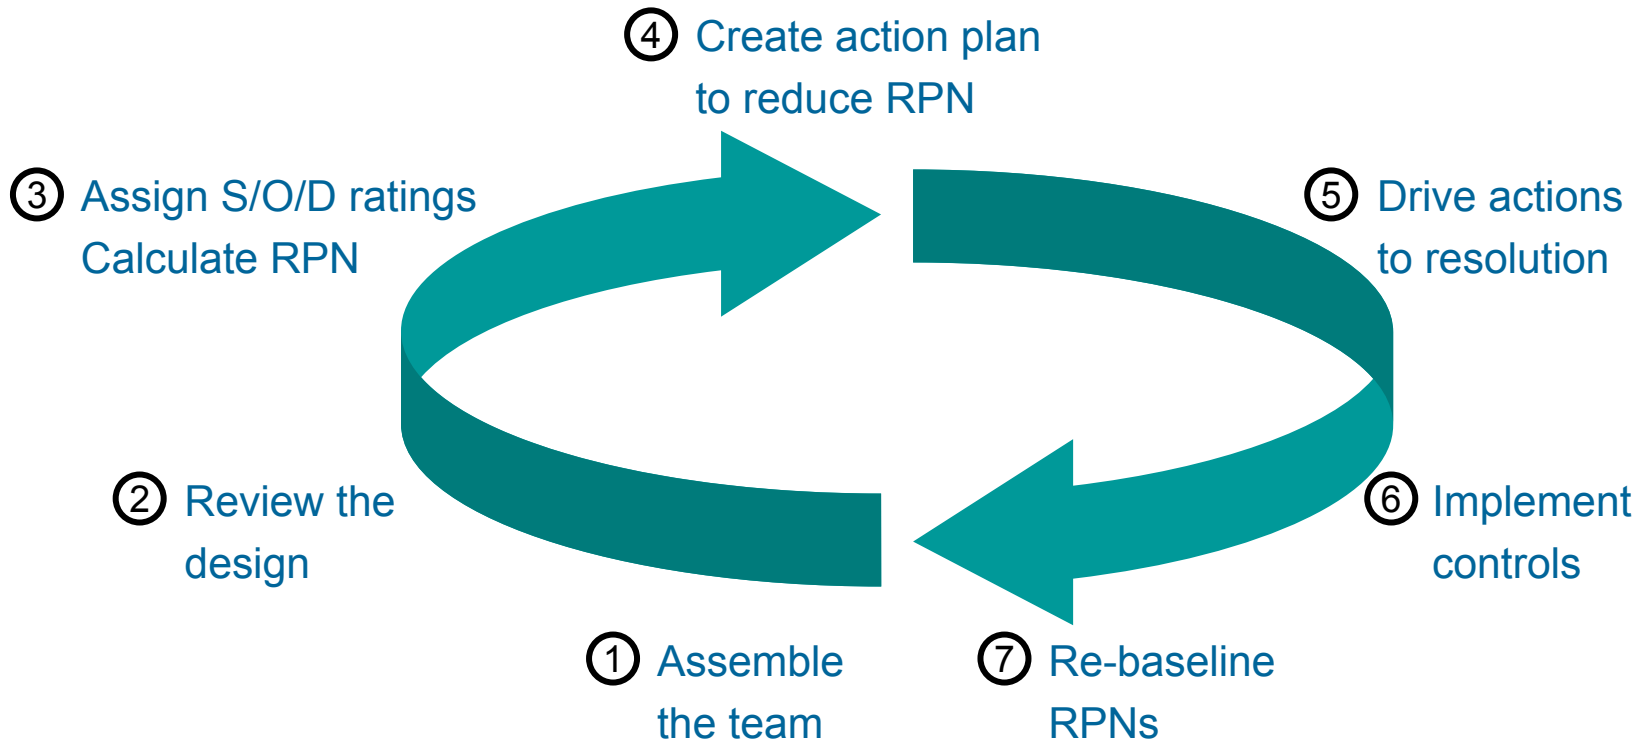 4 Create action plan
to reduce RPN
3 Assign S/O/D ratings
Calculate RPN
5 Drive actions
to resolution
2 Review the
design
6 Implement
controls
1 Assemble
the team
7 Re-baseline
RPNs